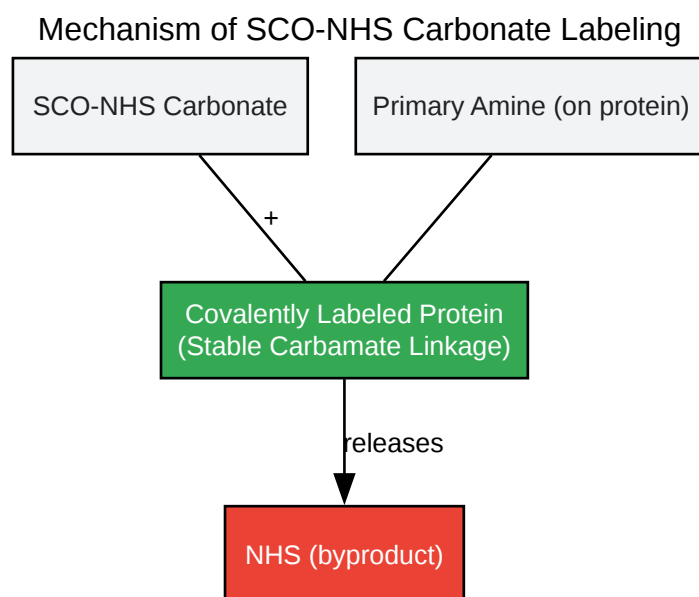 Mechanism of SCO-NHS Carbonate Labeling
SCO-NHS Carbonate
Primary Amine (on protein)
+
Covalently Labeled Protein
(Stable Carbamate Linkage)
releases
NHS (byproduct)